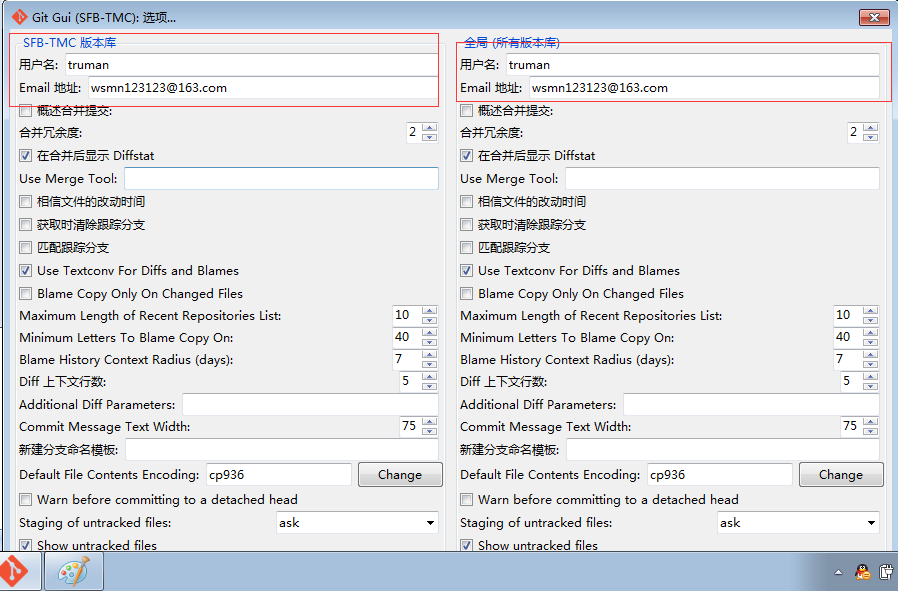 Git Gui (SFB-TMC): 选项...
SFB-TMC 版本库
用户名: truman
Email 地址: wsmn123123@163.com
概述合并提交:
合并冗余度: 2
在合并后显示 Diffstat
Use Merge Tool:
相信文件的改动时间
获取时清除跟踪分支
匹配跟踪分支
Use Textconv For Diffs and Blames
Blame Copy Only On Changed Files
Maximum Length of Recent Repositories List: 10
Minimum Letters To Blame Copy On: 40
Blame History Context Radius (days): 7
Diff 上下文行数: 5
Additional Diff Parameters:
Commit Message Text Width: 75
新建分支命名模板:
Default File Contents Encoding: cp936 Change
Warn before committing to a detached head
Staging of untracked files: ask
Show untracked files
全局 (所有版本库)
用户名: truman
Email 地址: wsmn123123@163.com
概述合并提交:
合并冗余度: 2
在合并后显示 Diffstat
Use Merge Tool:
相信文件的改动时间
获取时清除跟踪分支
匹配跟踪分支
Use Textconv For Diffs and Blames
Blame Copy Only On Changed Files
Maximum Length of Recent Repositories List: 10
Minimum Letters To Blame Copy On: 40
Blame History Context Radius (days): 7
Diff 上下文行数: 5
Additional Diff Parameters:
Commit Message Text Width: 75
新建分支命名模板:
Default File Contents Encoding: cp936 Change
Warn before committing to a detached head
Staging of untracked files: ask
Show untracked files